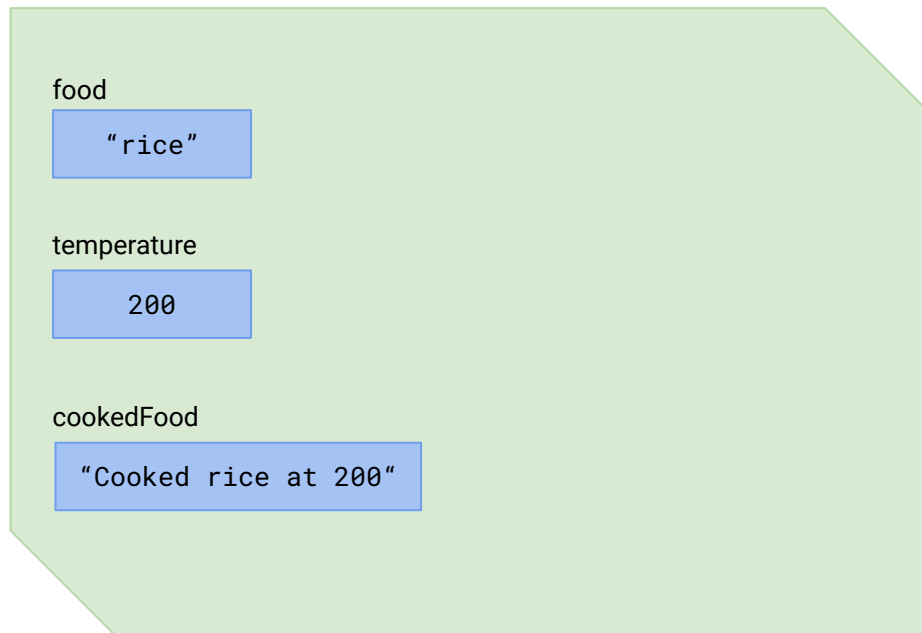 food
“rice”
temperature
200
cookedFood
“Cooked rice at 200“